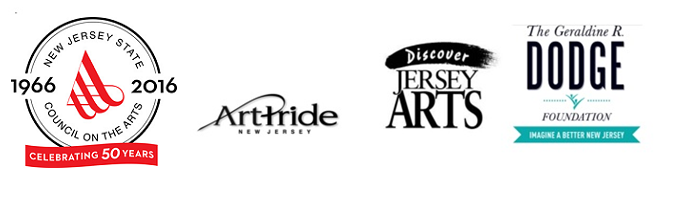 NEW JERSEY STATE
1966 2016
COUNCIL ON THE ARTS
CELEBRATING 50 YEARS
ArtPride
NEW JERSEY
Discover
JERSEY
ARTS
The Geraldine R.
DODGE
FOUNDATION
IMAGINE A BETTER NEW JERSEY